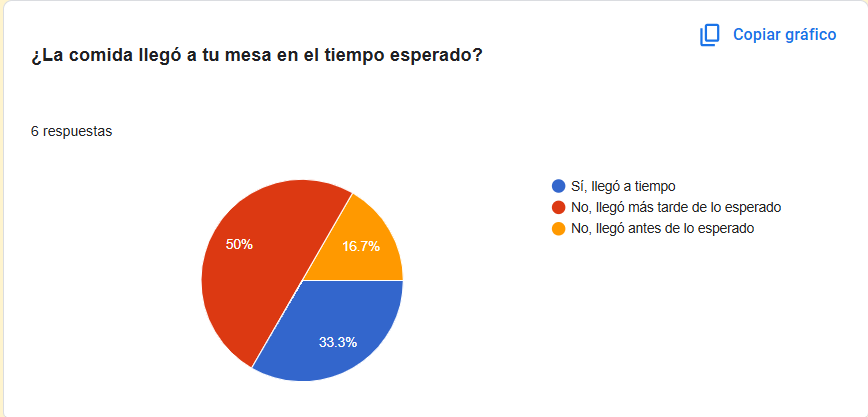 Copiar gráfico
¿La comida llegó a tu mesa en el tiempo esperado?
6 respuestas
Sí, llegó a tiempo
No, llegó más tarde de lo esperado
No, llegó antes de lo esperado
50%
16.7%
33.3%